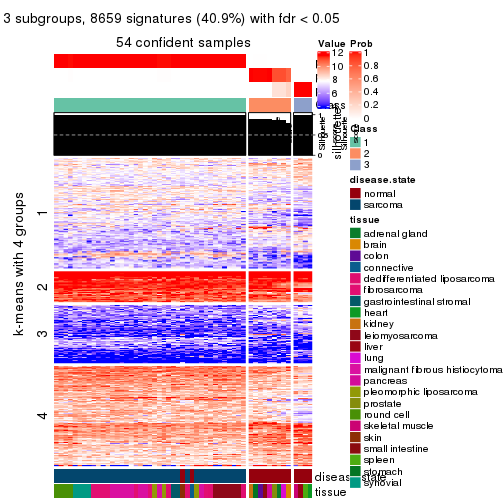 3 subgroups, 8659 signatures (40.9%) with fdr < 0.05
54 confident samples
k-means with 4 groups
1
2
3
4
Value
12
10
8
6
4
2
Prob
1
0.8
0.6
0.4
0.2
0
Class
1
2
3
disease.state
normal
sarcoma
tissue
adrenal gland
brain
colon
connective
dedifferentiated liposarcoma
fibrosarcoma
gastrointestinal stromal
heart
kidney
leiomyosarcoma
liver
lung
malignant fibrous histiocytoma
pancreas
pleomorphic liposarcoma
prostate
round cell
skeletal muscle
skin
small intestine
spleen
stomach
synovial
disease.state
tissue